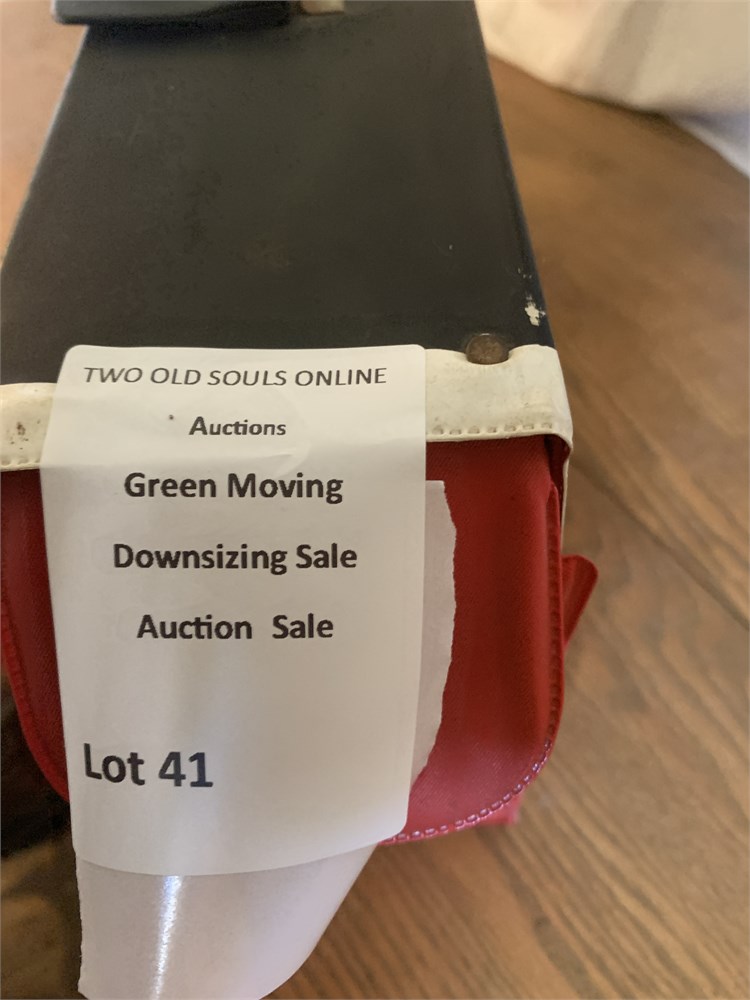 TWO OLD SOULS ONLINE
Auctions
Green Moving
Downsizing Sale
Auction Sale
Lot 41